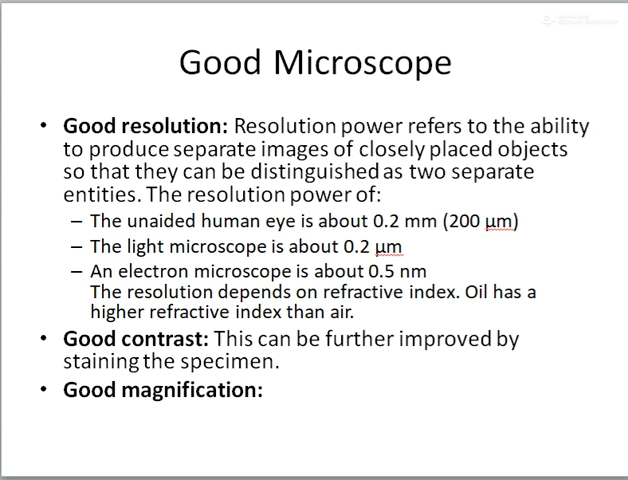 Good Microscope
• Good resolution: Resolution power refers to the ability
to produce separate images of closely placed objects
so that they can be distinguished as two separate
entities. The resolution power of:
– The unaided human eye is about 0.2 mm (200 μm)
– The light microscope is about 0.2 μm
– An electron microscope is about 0.5 nm
The resolution depends on refractive index. Oil has a
higher refractive index than air.
• Good contrast: This can be further improved by
staining the specimen.
• Good magnification: